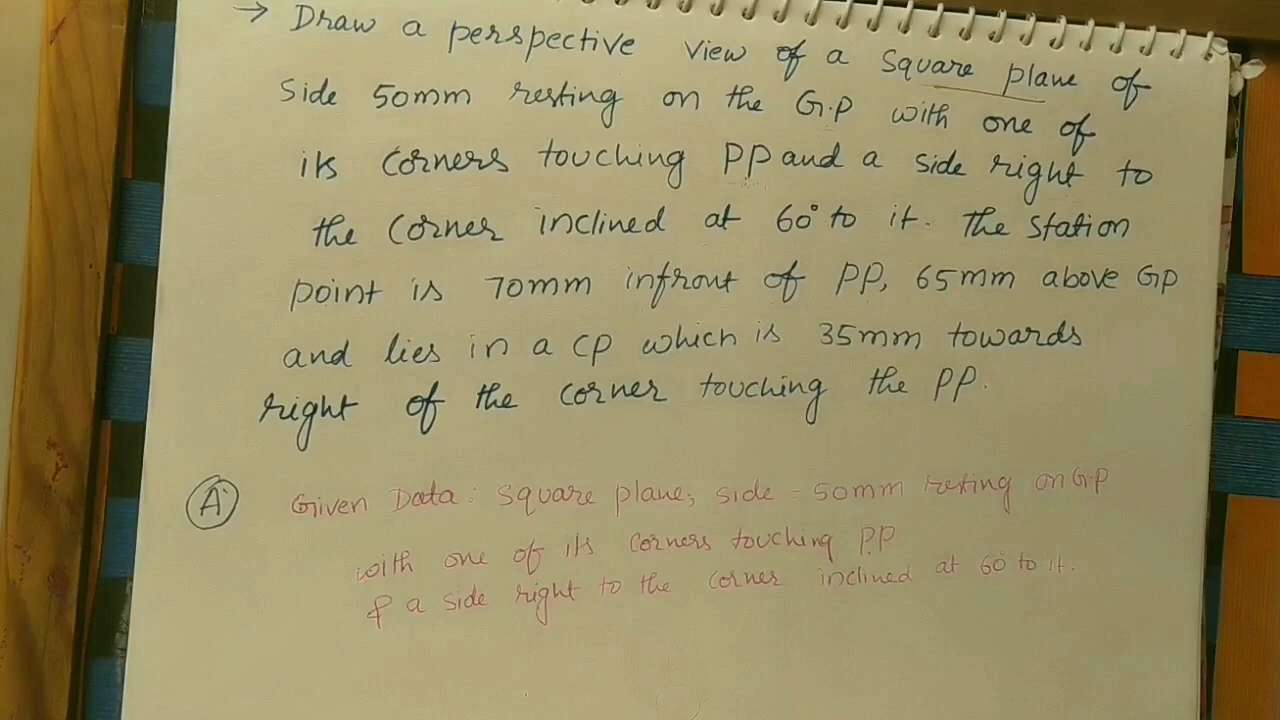 → Draw a perspective view of a square plane of
side 50mm resting on the G.P with one of
its corners touching PP and a side right to
the corner inclined at 60° to it. The station
point is 70mm infront of PP, 65mm above GP
and lies in a CP which is 35mm towards
right of the corner touching the PP.
A: Given Data: square plane, side = 50mm resting on G.P
with one of its corners touching P.P
& a side right to the corner inclined at 60° to it.